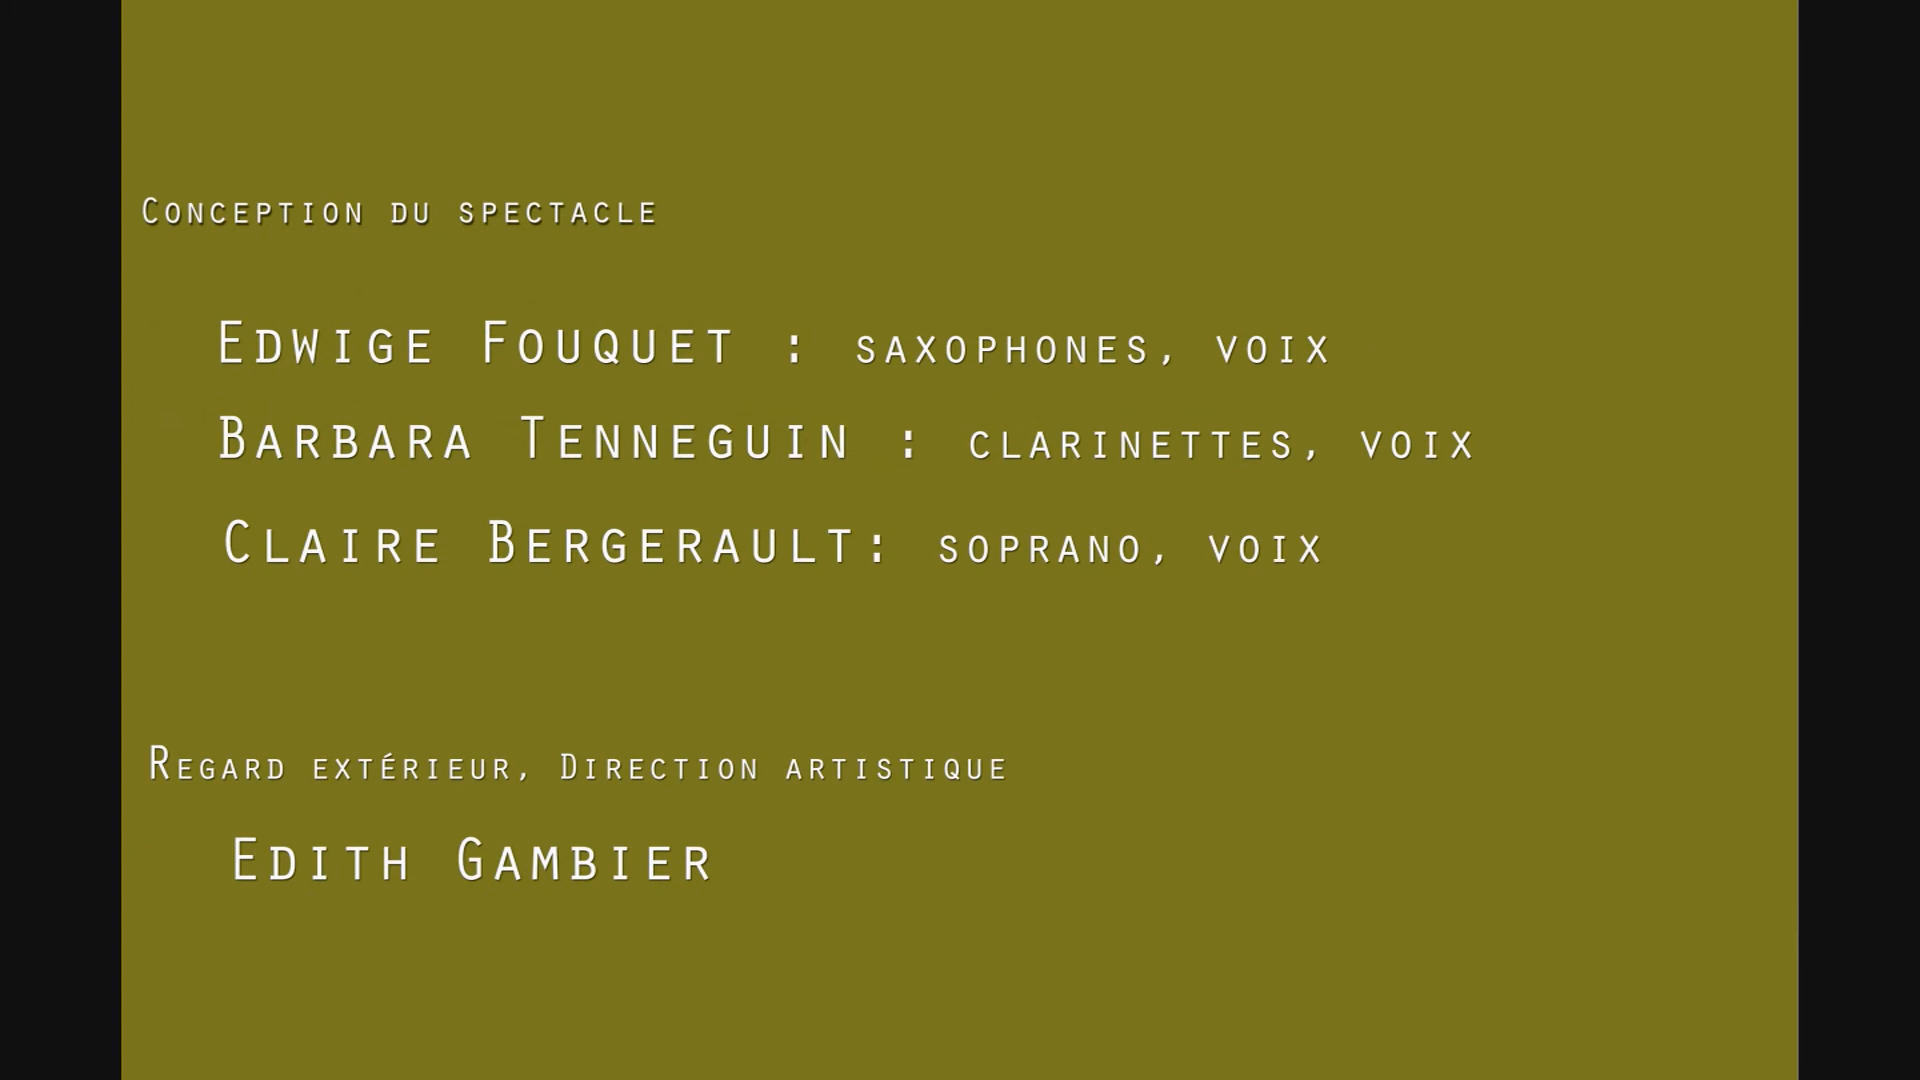 Conception du spectacle
Edwige Fouquet : saxophones, voix
Barbara Tenneguin : clarinettes, voix
Claire Bergerault: soprano, voix
Regard extérieur, Direction artistique
Edith Gambier